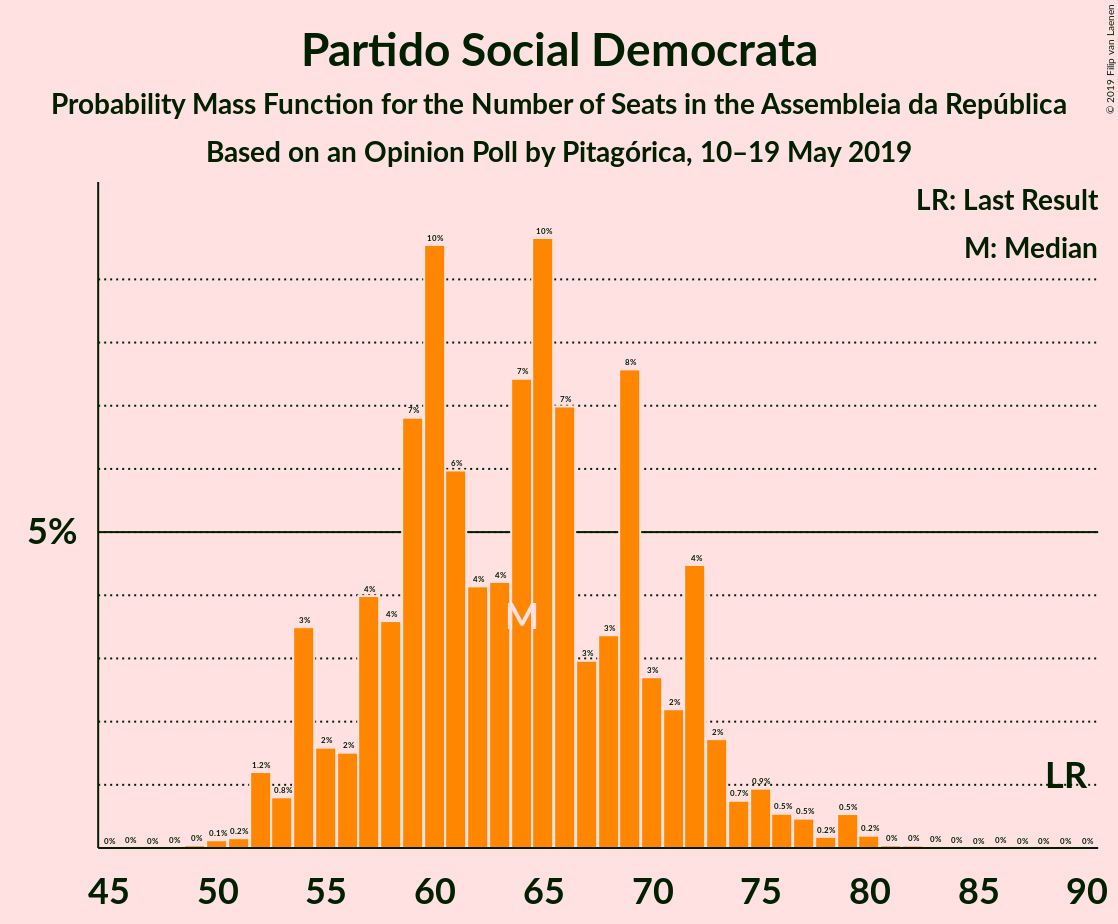 Partido Social Democrata
Probability Mass Function for the Number of Seats in the Assembleia da República
Based on an Opinion Poll by Pitagórica, 10–19 May 2019
© 2019 Filip van Laenen
LR: Last Result
M: Median
5%
0% 0% 0% 0% 0% 0.1% 0.2% 1.2% 0.8% 3% 2% 2% 4% 4% 7% 10% 6% 4% 4% 7% 10% 7% 3% 3% 8% 3% 2% 4% 2% 0.7% 0.9% 0.5% 0.5% 0.2% 0.5% 0.2% 0% 0% 0% 0% 0% 0% 0% 0% 0% 0%
M
LR
45 50 55 60 65 70 75 80 85 90